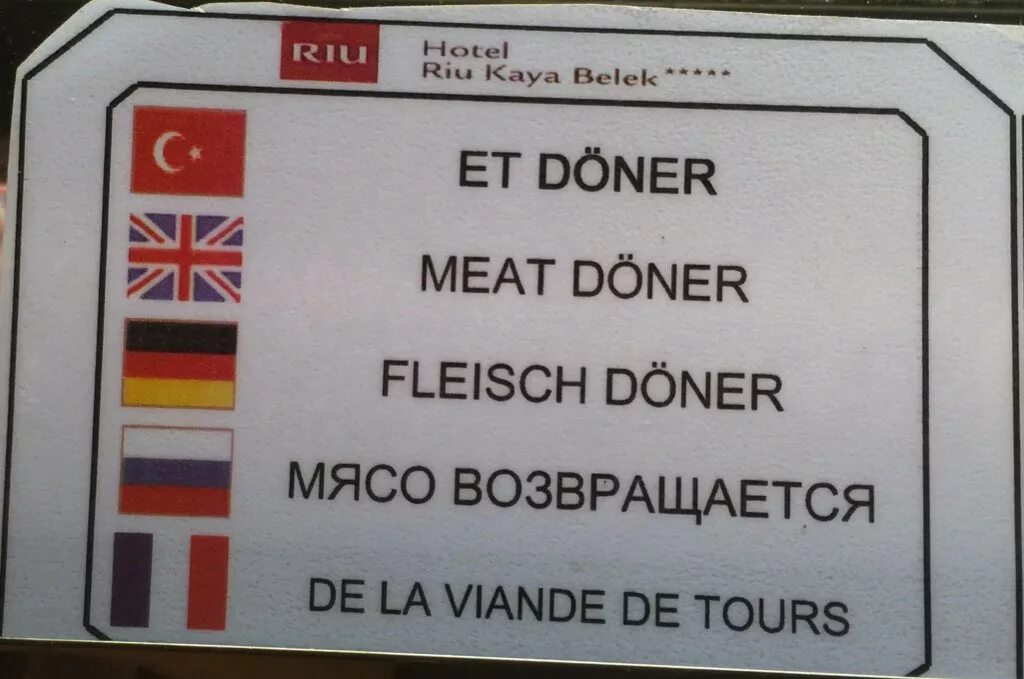 RIU
Hotel
Riu Kaya Belek*****
ET DÖNER
MEAT DÖNER
FLEISCH DÖNER
МЯСО ВОЗВРАЩАЕТСЯ
DE LA VIANDE DE TOURS